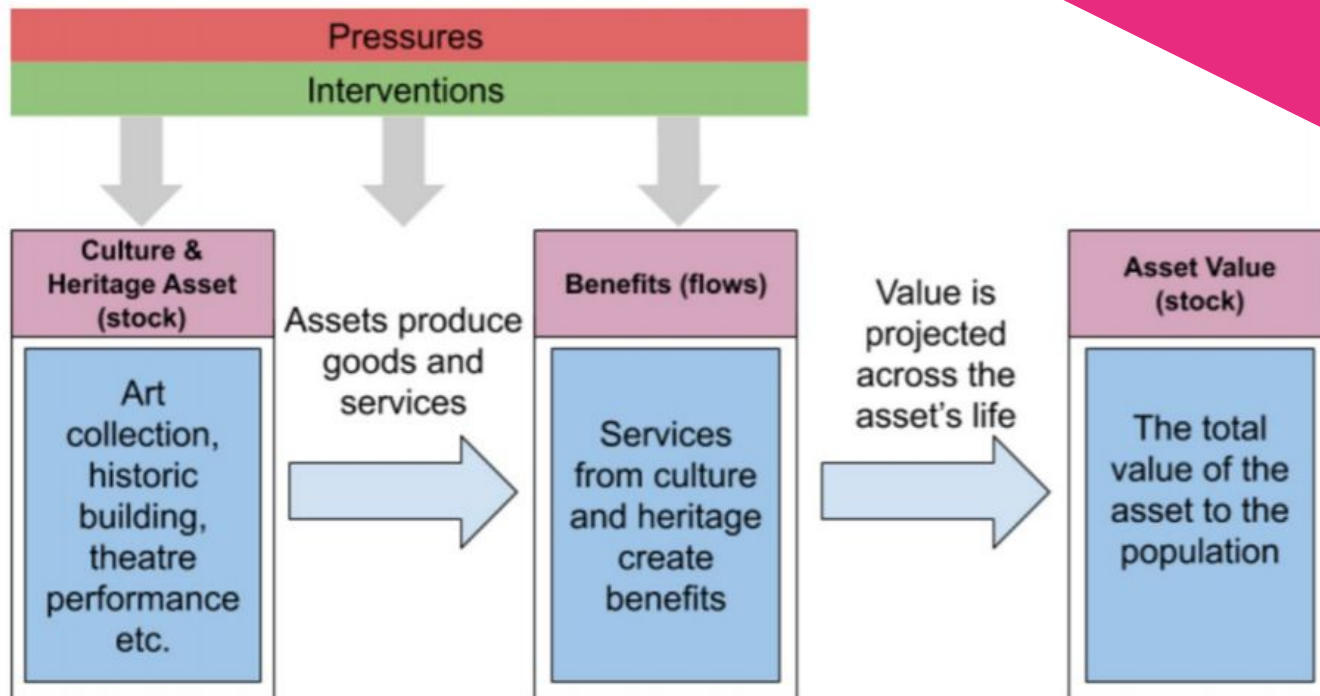 Pressures
Interventions
Culture &
Heritage Asset
(stock)
Art
collection,
historic
building,
theatre
performance
etc.
Assets produce
goods and
services
Benefits (flows)
Services
from culture
and heritage
create
benefits
Value is
projected
across the
asset's life
Asset Value
(stock)
The total
value of the
asset to the
population